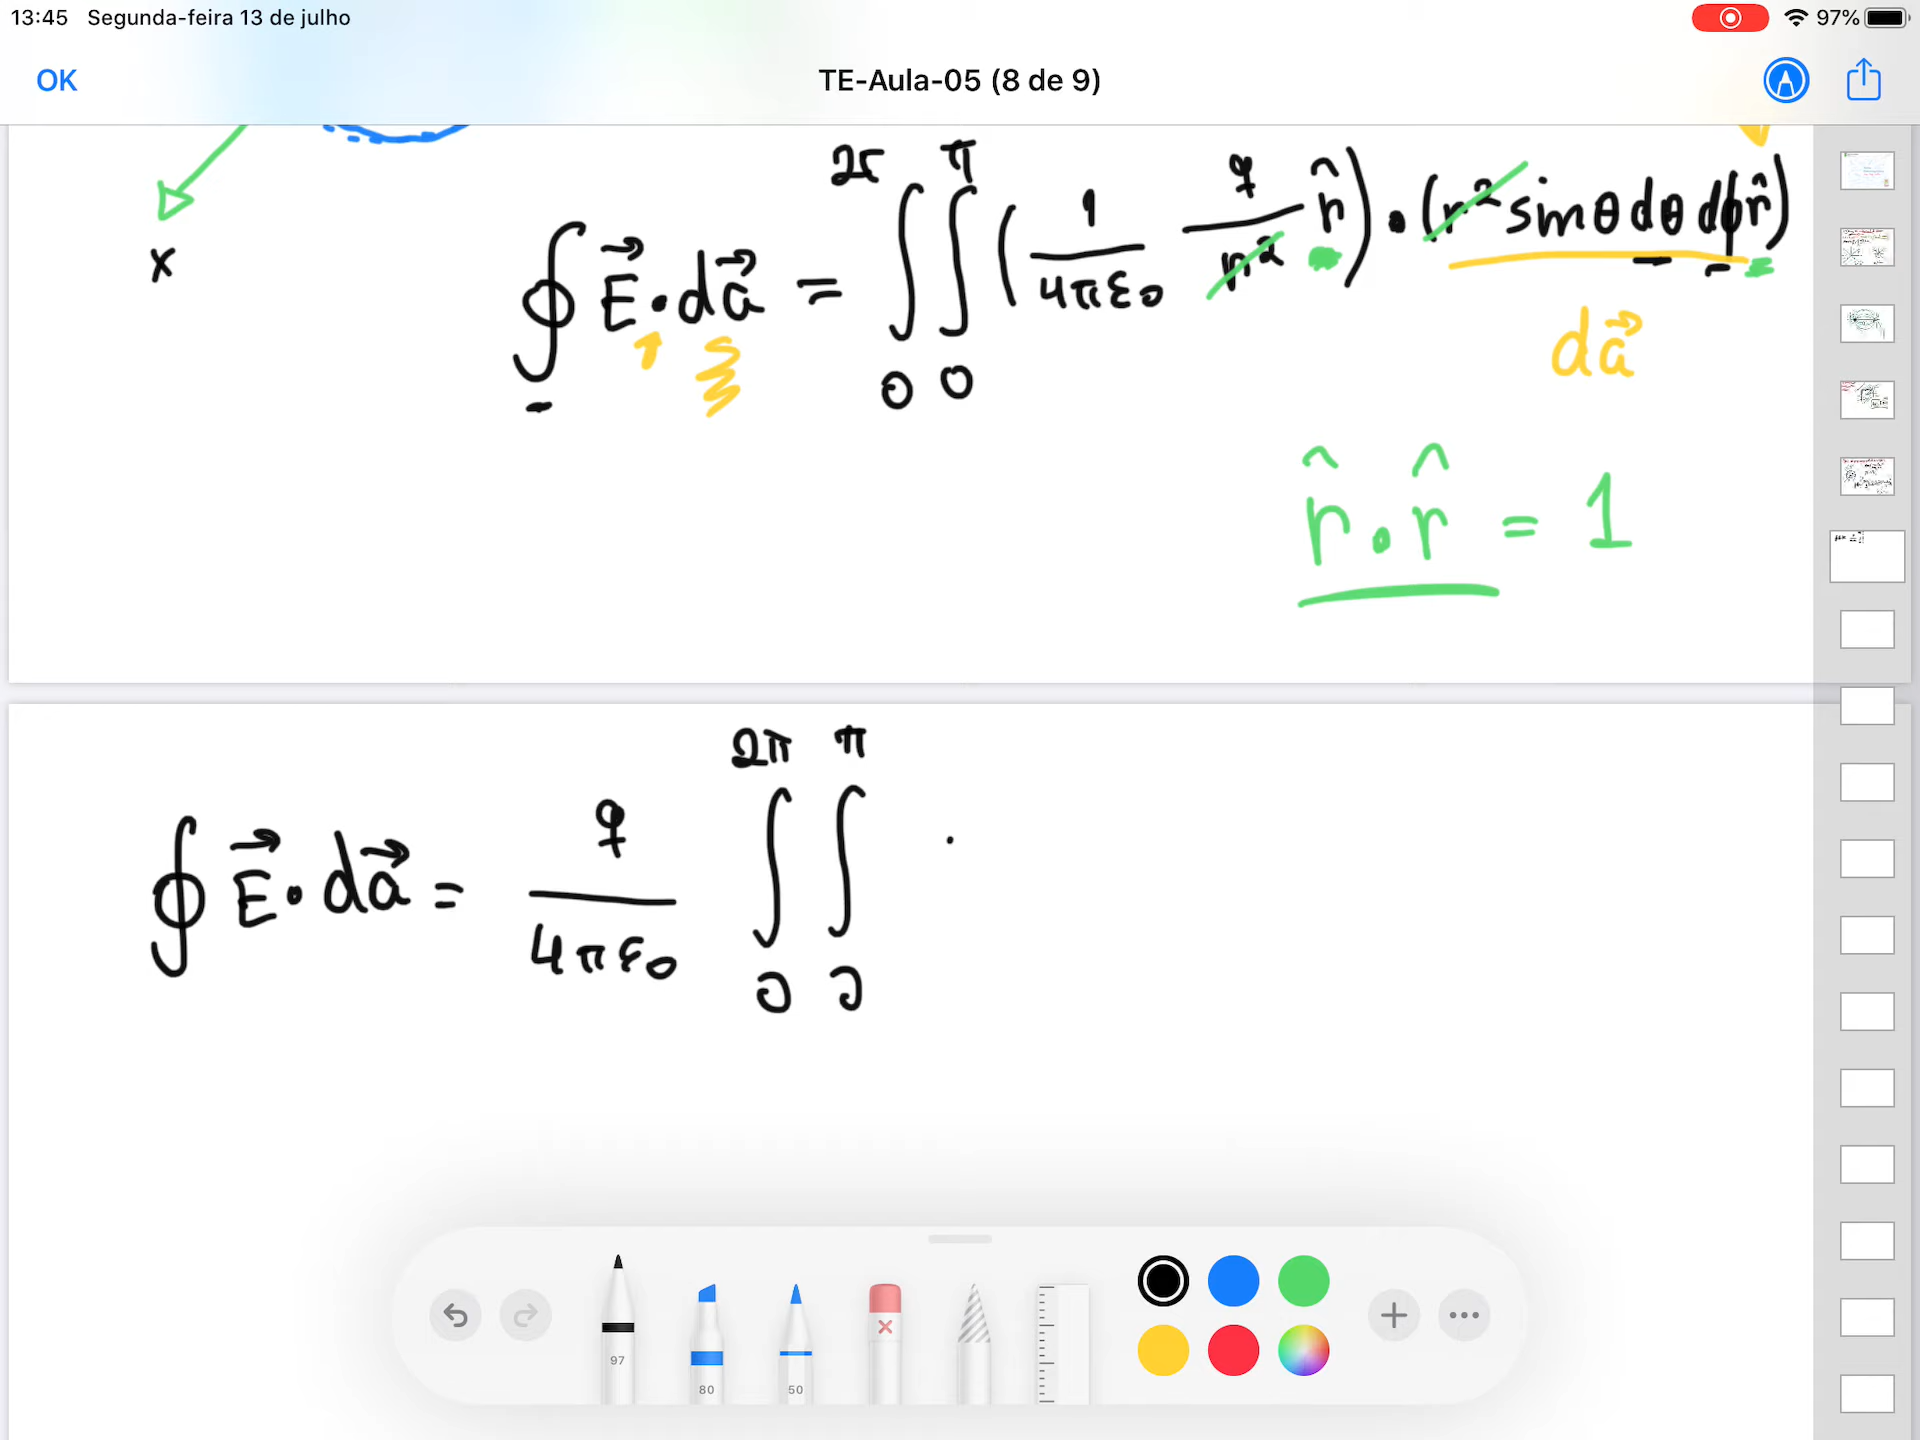 13:45 Segunda-feira 13 de julho 97%
OK TE-Aula-05 (8 de 9)
x
2π π
∮ E⃗ • da⃗ = ∫∫ (1/4πε₀ q/r² r̂) • (r² sinθ dθ dϕ r̂)
0 0
da⃗
r̂ • r̂ = 1
2π π
∮ E⃗ • da⃗ = q/4πε₀ ∫∫
0 0
97 80 50